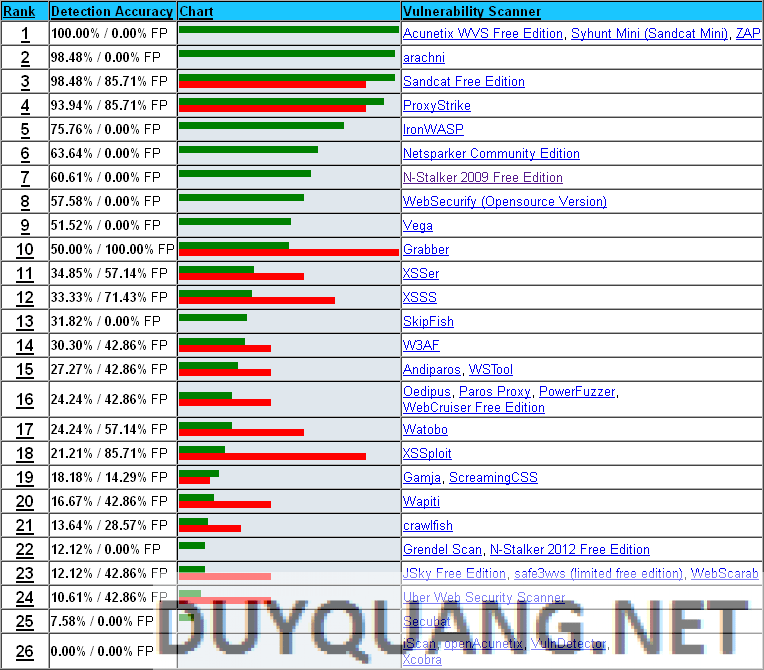 Rank Detection Accuracy Chart Vulnerability Scanner
1 100.00% / 0.00% FP Acunetix WVS Free Edition, Syhunt Mini (Sandcat Mini), ZAP
2 98.48% / 0.00% FP arachni
3 98.48% / 85.71% FP Sandcat Free Edition
4 93.94% / 85.71% FP ProxyStrike
5 75.76% / 0.00% FP IronWASP
6 63.64% / 0.00% FP Netsparker Community Edition
7 60.61% / 0.00% FP N-Stalker 2009 Free Edition
8 57.58% / 0.00% FP WebSecurify (Opensource Version)
9 51.52% / 0.00% FP Vega
10 50.00% / 100.00% FP Grabber
11 34.85% / 57.14% FP XSSer
12 33.33% / 71.43% FP XSSS
13 31.82% / 0.00% FP SkipFish
14 30.30% / 42.86% FP W3AF
15 27.27% / 42.86% FP Andiparos, WSTool
16 24.24% / 42.86% FP Oedipus, Paros Proxy, PowerFuzzer,
WebCruiser Free Edition
17 24.24% / 57.14% FP Watobo
18 21.21% / 85.71% FP XSSploit
19 18.18% / 14.29% FP Gamja, ScreamingCSS
20 16.67% / 42.86% FP Wapiti
21 13.64% / 28.57% FP crawlfish
22 12.12% / 0.00% FP Grendel Scan, N-Stalker 2012 Free Edition
23 12.12% / 42.86% FP JSky Free Edition, safe3wvs (limited free edition), WebScarab
24 10.61% / 42.86% FP Uber Web Security Scanner
25 7.58% / 0.00% FP Secubat
26 0.00% / 0.00% FP iScan, openAcunetix, VulnDetector,
Xcobra
DUYQUANG.NET